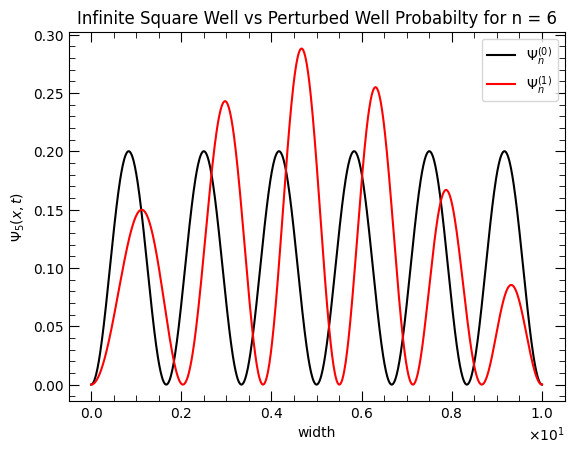 Infinite Square Well vs Perturbed Well Probabilty for n = 6
0.30
0.25
0.20
0.15
0.10
0.05
0.00
Ψ₅(x, t)
Ψₙ⁽⁰⁾
Ψₙ⁽¹⁾
0.0 0.2 0.4 0.6 0.8 1.0
width
×10¹